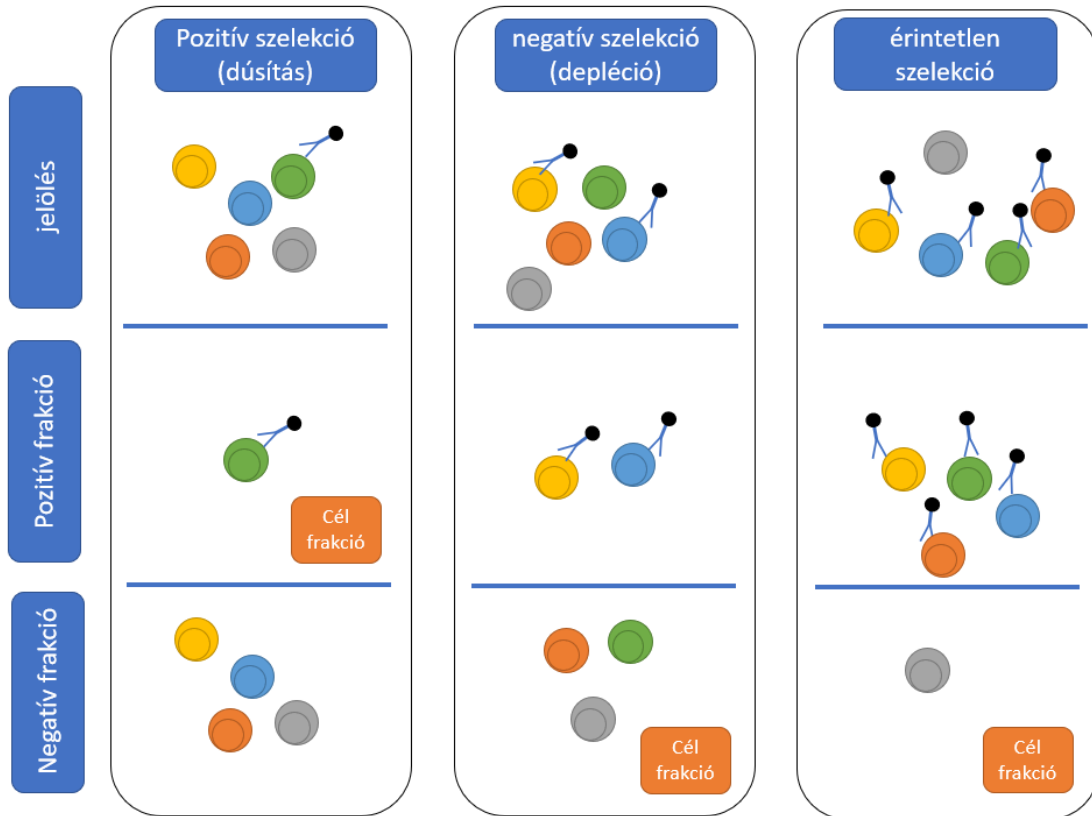 Pozitív szelekció
(dúsítás)
negatív szelekció
(depléció)
érintetlen
szelekció
jelölés
Pozitív frakció
Cél
frakció
Negatív frakció
Cél
frakció
Cél
frakció